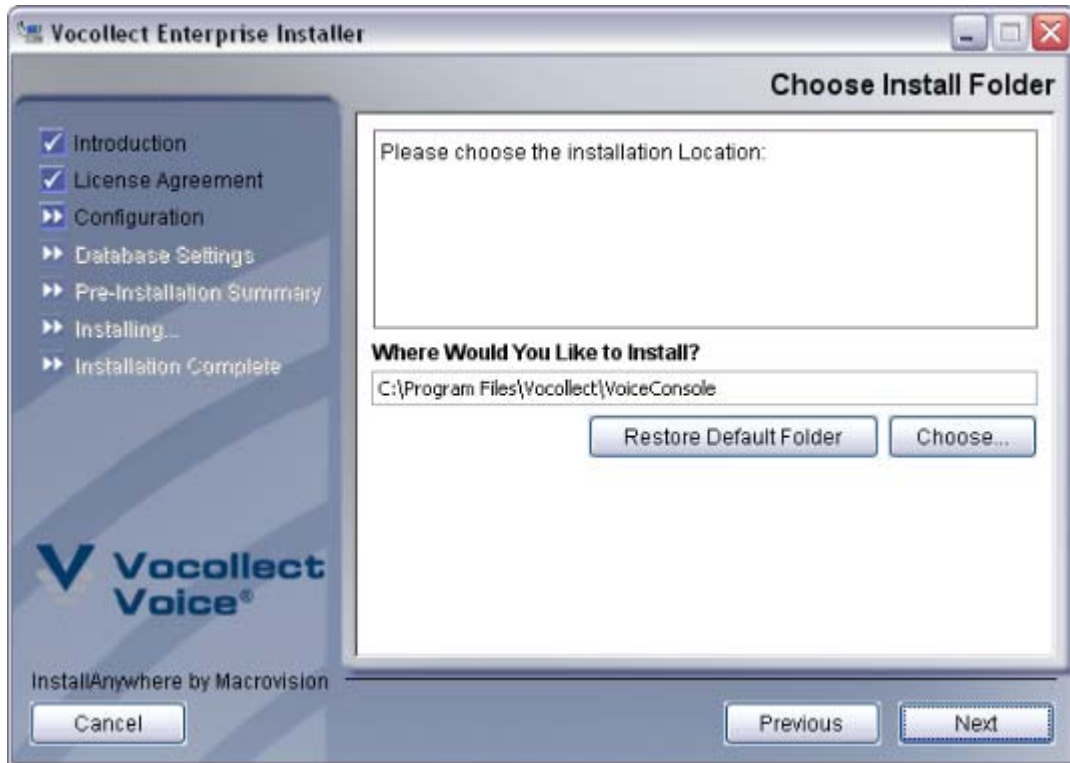 Vocollect Enterprise Installer
Choose Install Folder
Introduction
License Agreement
Configuration
Database Settings
Pre-Installation Summary
Installing...
Installation Complete
Please choose the installation Location:
Where Would You Like to Install?
C:\Program Files\Vocollect\VoiceConsole
Restore Default Folder
Choose...
V Vocollect
Voice®
InstallAnywhere by Macrovision
Cancel
Previous
Next